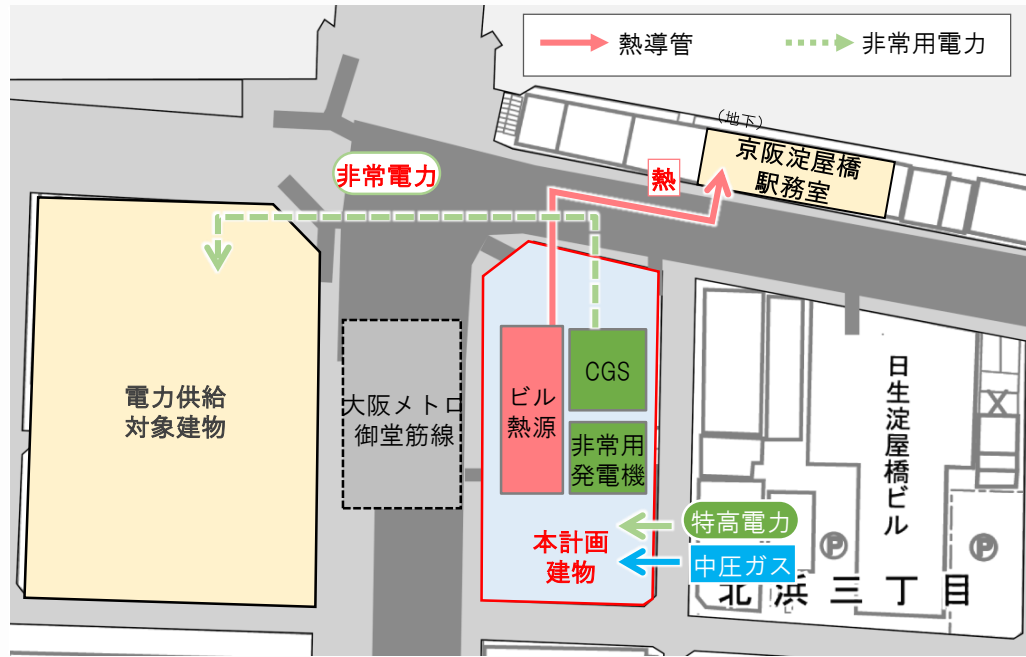 熱導管
非常用電力
(地下)
京阪淀屋橋
駅務室
熱
非常電力
電力供給
対象建物
大阪メトロ
御堂筋線
ビル
熱源
CGS
非常用
発電機
特高電力
中圧ガス
本計画
建物
日生淀屋橋ビル
P
P
北浜三丁目